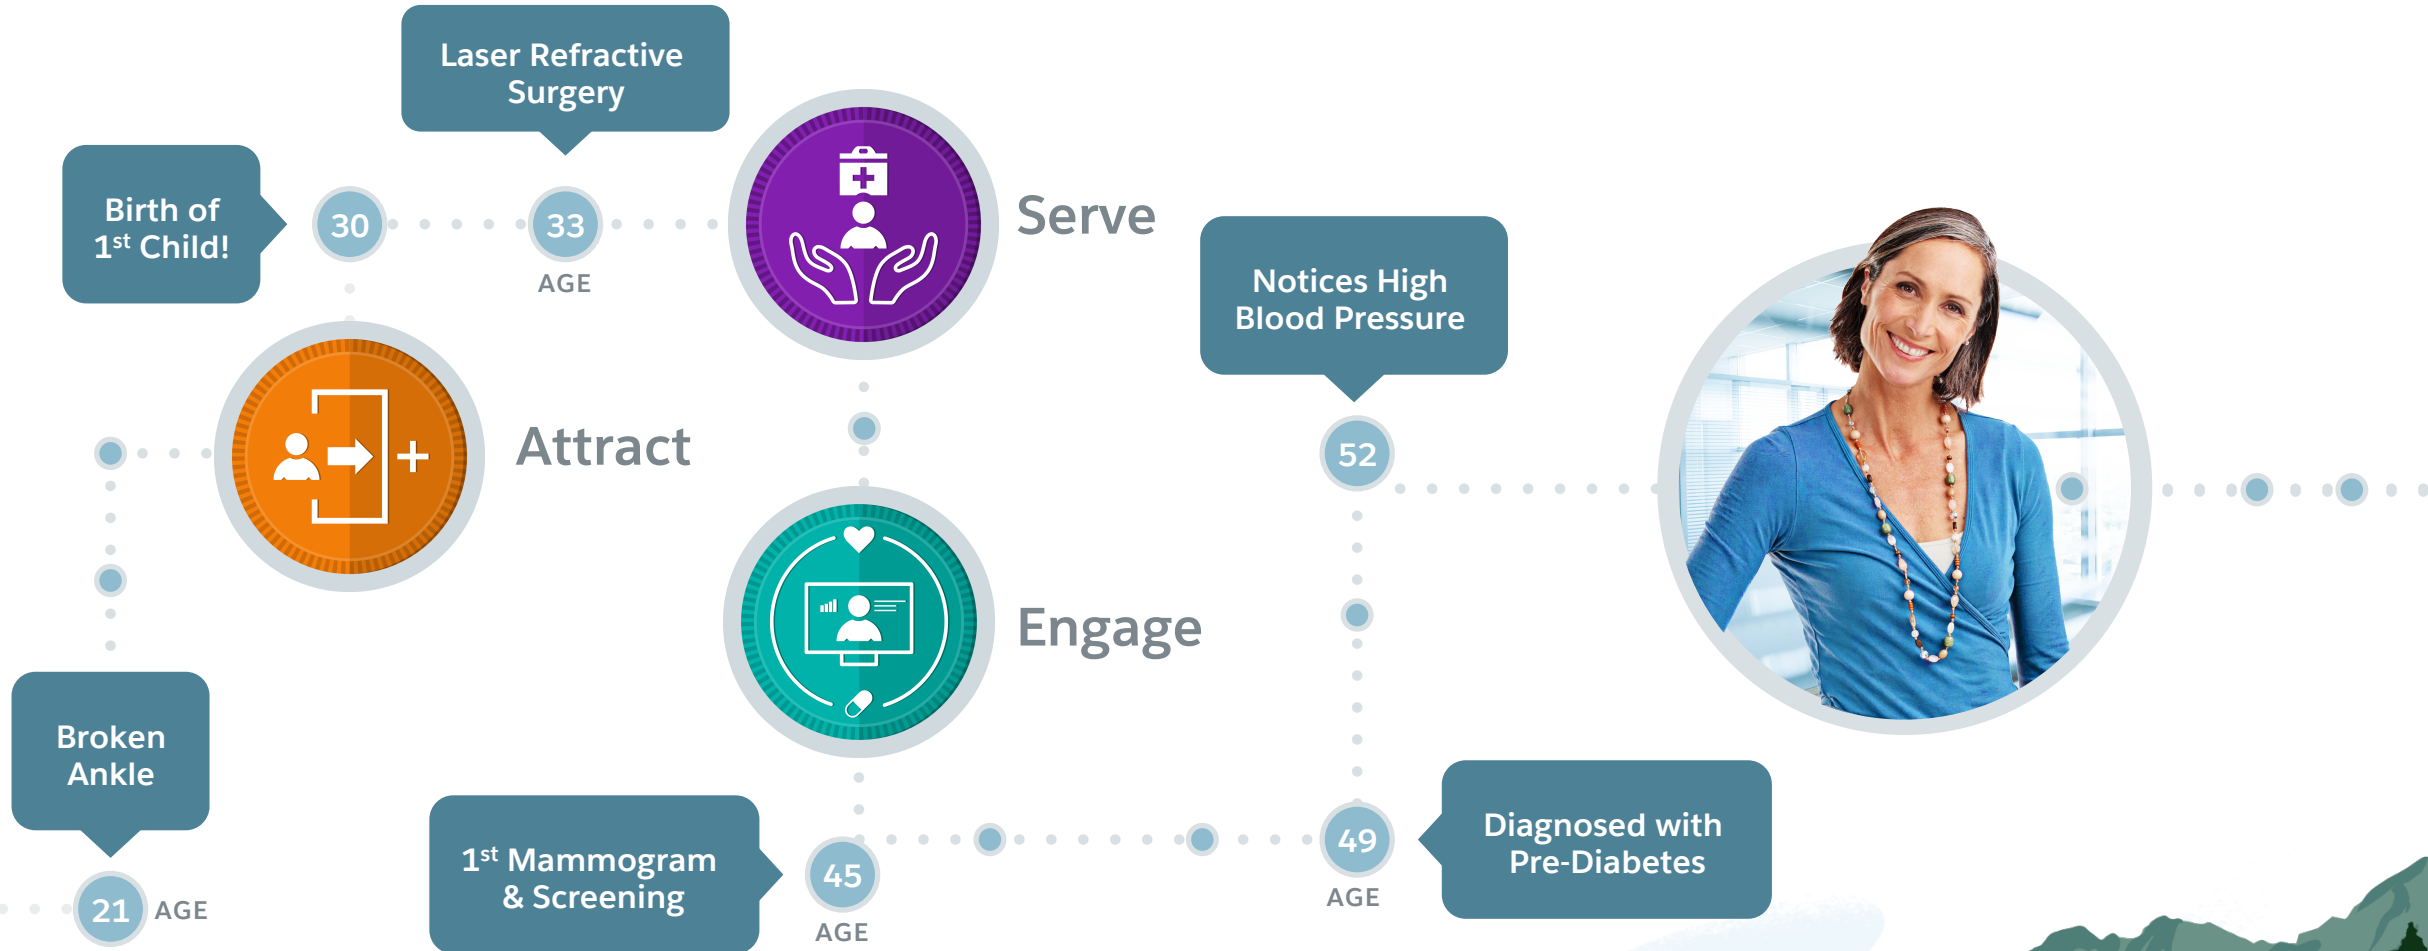 Laser Refractive
Surgery
Birth of
1st Child!
30
33
AGE
Serve
Attract
Notices High
Blood Pressure
52
Engage
Broken
Ankle
21 AGE
1st Mammogram
& Screening
45
AGE
49
AGE
Diagnosed with
Pre-Diabetes